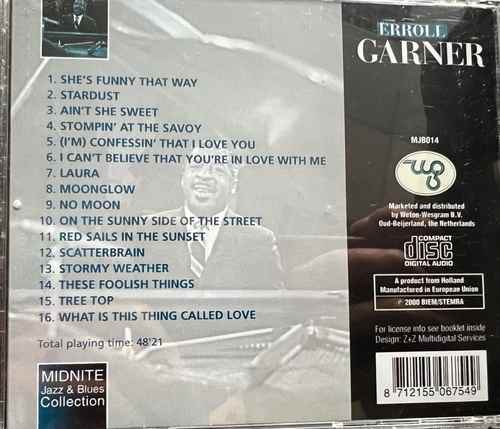 ERROLL
GARNER
1. SHE'S FUNNY THAT WAY
2. STARDUST
3. AIN'T SHE SWEET
4. STOMPIN' AT THE SAVOY
5. (I'M) CONFESSIN' THAT I LOVE YOU
6. I CAN'T BELIEVE THAT YOU'RE IN LOVE WITH ME
7. LAURA
8. MOONGLOW
9. NO MOON
10. ON THE SUNNY SIDE OF THE STREET
11. RED SAILS IN THE SUNSET
12. SCATTERBRAIN
13. STORMY WEATHER
14. THESE FOOLISH THINGS
15. TREE TOP
16. WHAT IS THIS THING CALLED LOVE
Total playing time: 48'21
MIDNITE
Jazz & Blues
Collection
MJB014
wg
Marketed and distributed
by Weton-Wesgram B.V.
Oud-Beijerland, the Netherlands
COMPACT
disc
DIGITAL AUDIO
A product from Holland
Manufactured in European Union
℗ 2000 BIEM/STEMRA
For license info see booklet inside
Design: Z+Z Multidigital Services
8 712155 067549